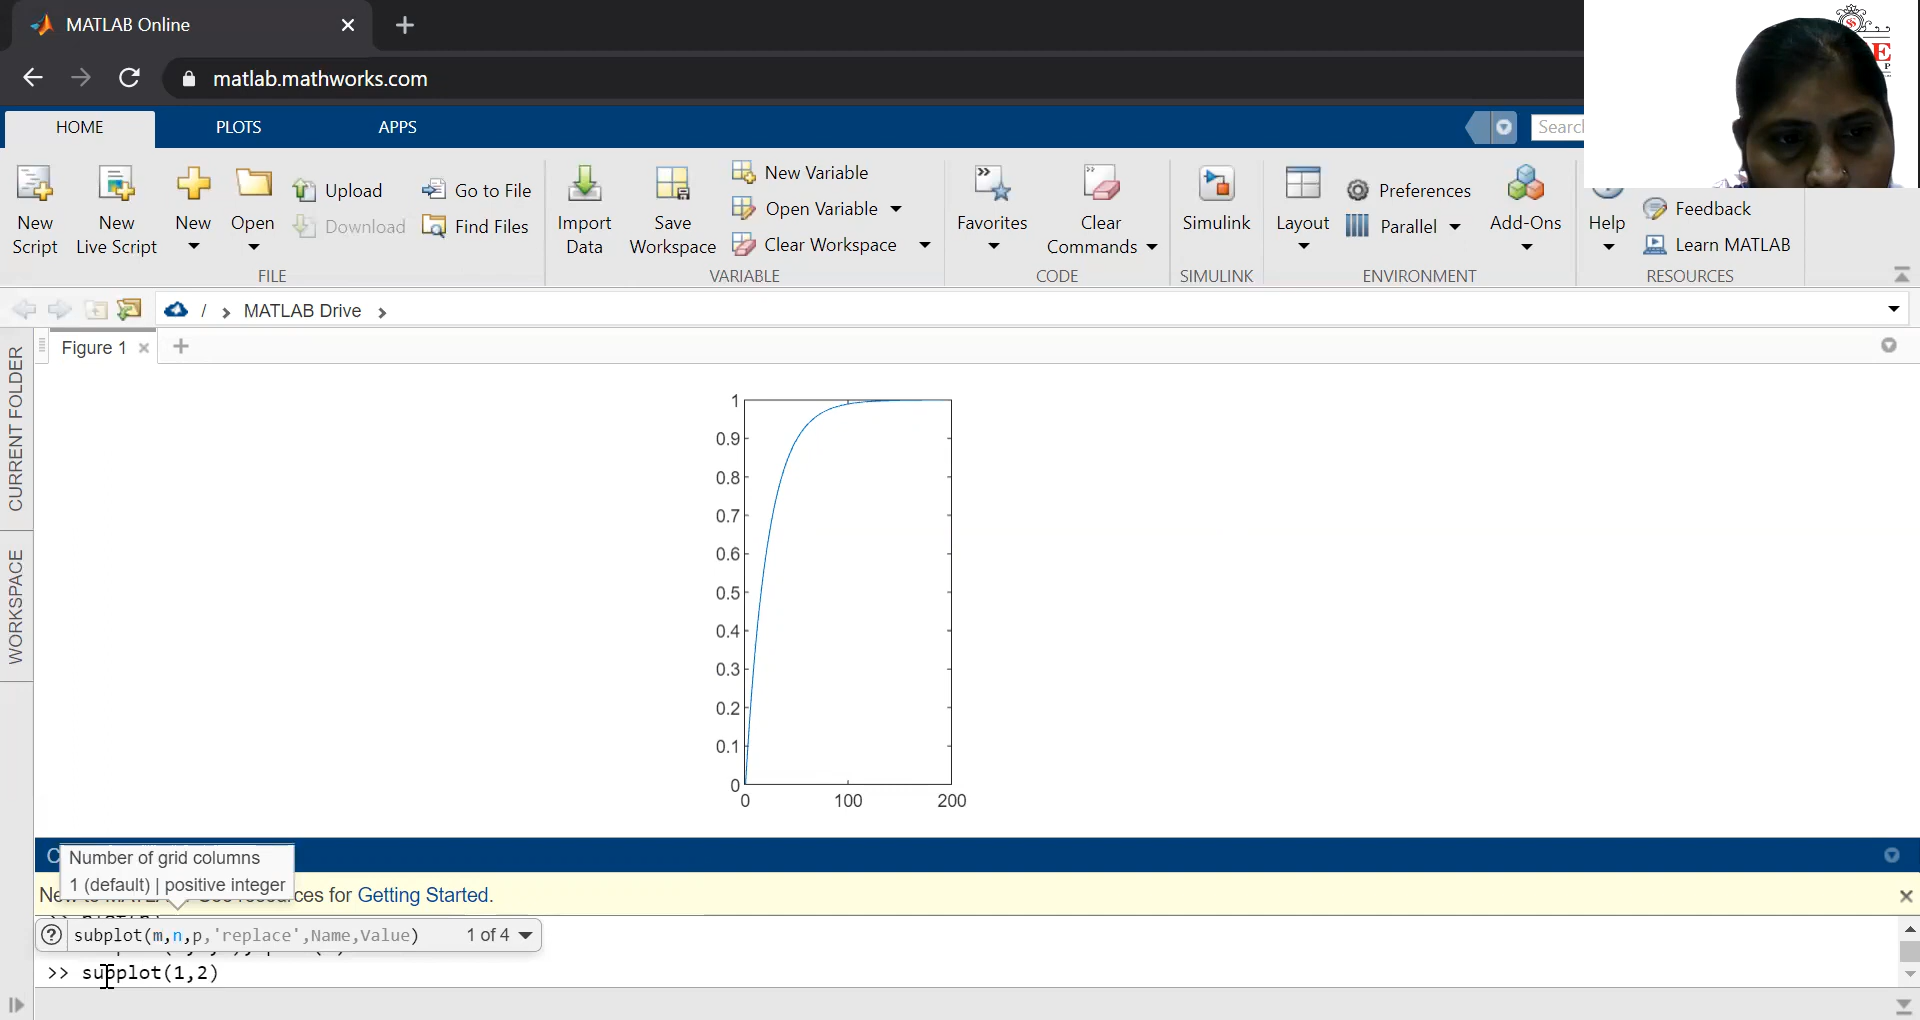 MATLAB Online
matlab.mathworks.com
E
P
HOME PLOTS APPS
Search
New Script
New Live Script
New
Open
Upload
Download
Go to File
Find Files
Import Data
Save Workspace
New Variable
Open Variable
Clear Workspace
Favorites
Clear Commands
Simulink
Layout
Preferences
Parallel
Add-Ons
Help
Feedback
Learn MATLAB
FILE VARIABLE CODE SIMULINK ENVIRONMENT RESOURCES
/ > MATLAB Drive >
CURRENT FOLDER
WORKSPACE
Figure 1
1
0.9
0.8
0.7
0.6
0.5
0.4
0.3
0.2
0.1
0
0 100 200
Number of grid columns
1 (default) | positive integer
for Getting Started.
subplot(m,n,p,'replace',Name,Value) 1 of 4
>> subplot(1,2)